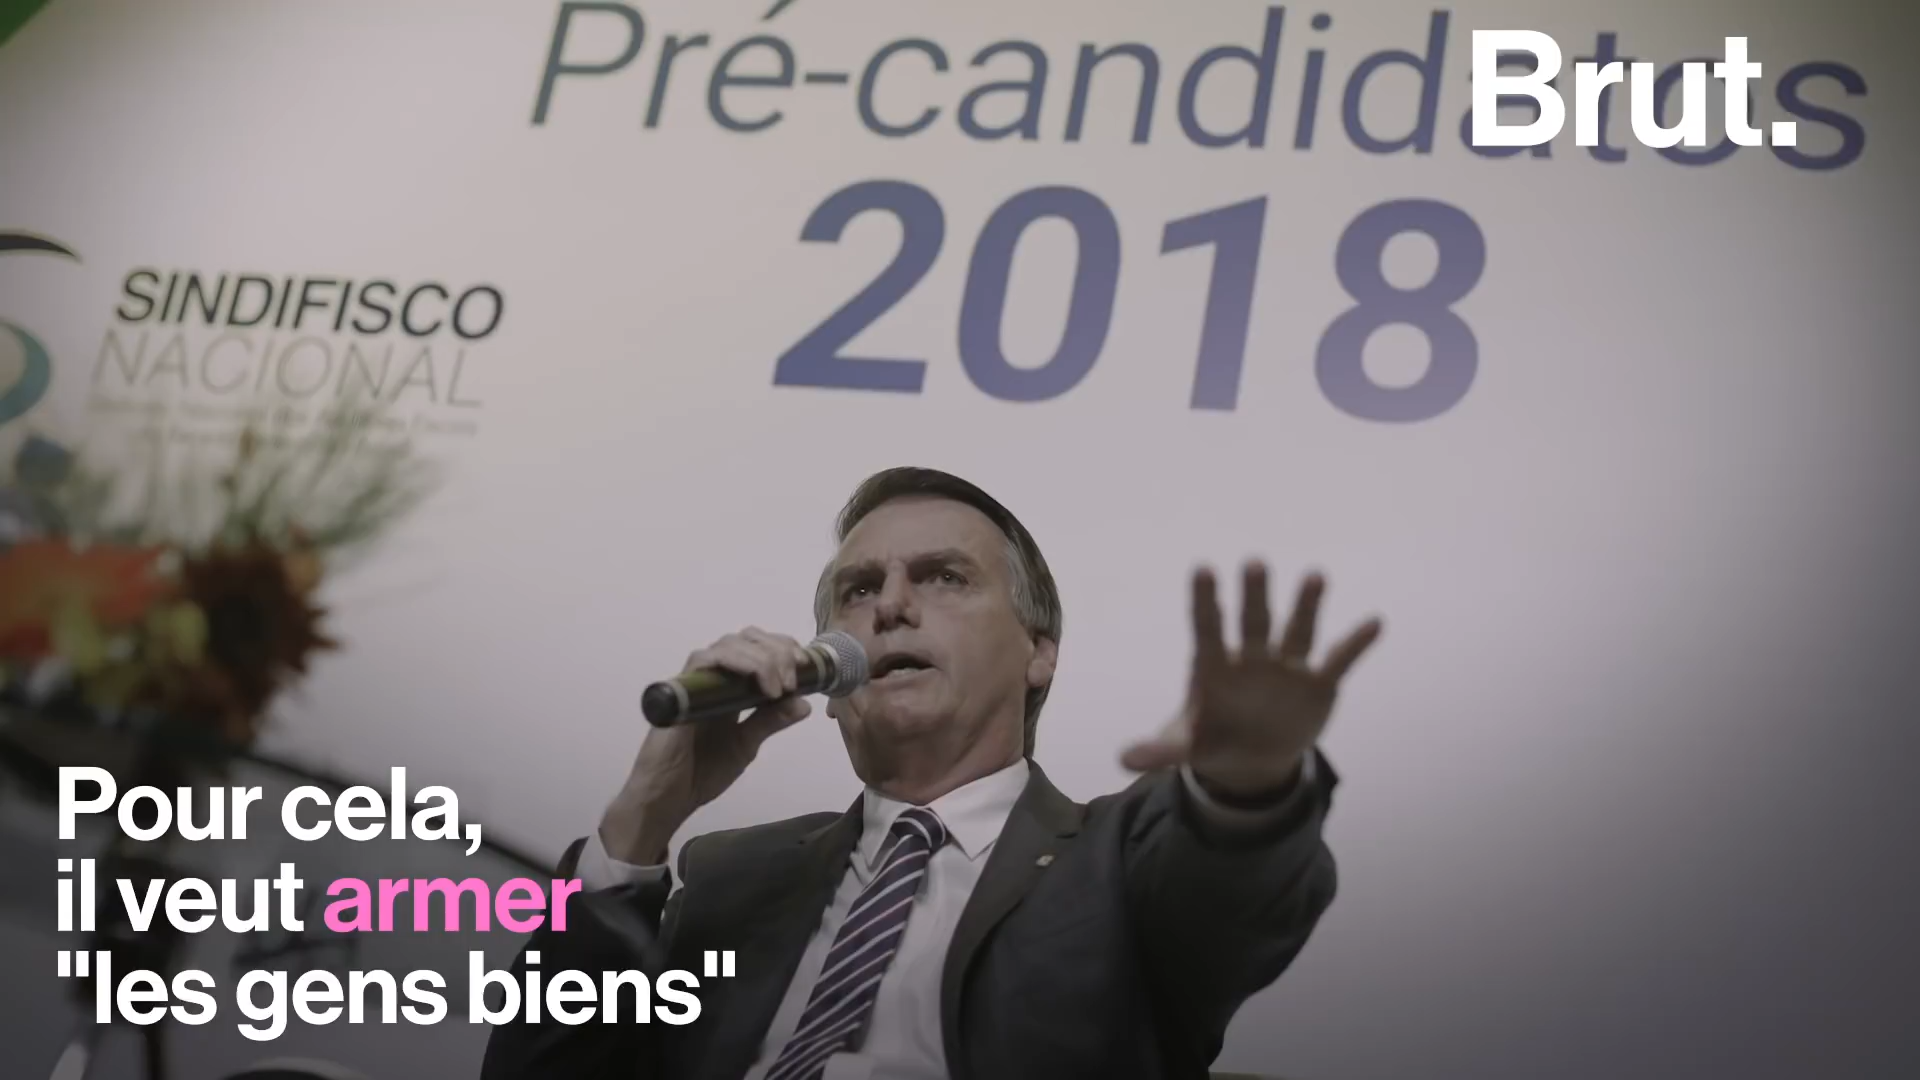 Pré-candidatos
Brut.
2018
SINDIFISCO
NACIONAL
Pour cela,
il veut armer
"les gens biens"